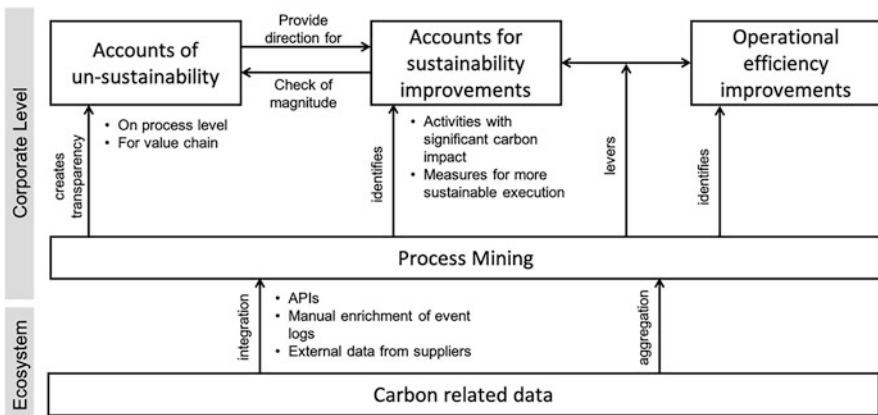 Corporate Level
Ecosystem
Accounts of
un-sustainability
Provide
direction for
Check of
magnitude
Accounts for
sustainability
improvements
Operational
efficiency
improvements
creates
transparency
• On process level
• For value chain
identifies
• Activities with
significant carbon
impact
• Measures for more
sustainable execution
levers
identifies
Process Mining
integration
• APIs
• Manual enrichment of event
logs
• External data from suppliers
aggregation
Carbon related data